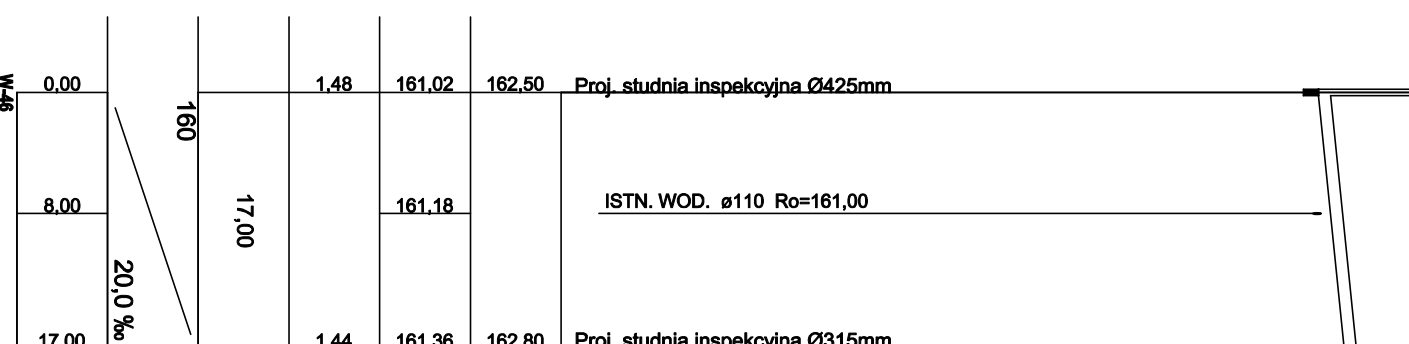 W-46
0,00 1,48 161,02 162,50 Proj. studnia inspekcyjna Ø425mm
160
8,00 161,18 ISTN. WOD. ø110 Ro=161,00
17,00
20,0 ‰
17,00 1,44 161,36 162,80 Proj. studnia inspekcyjna Ø315mm